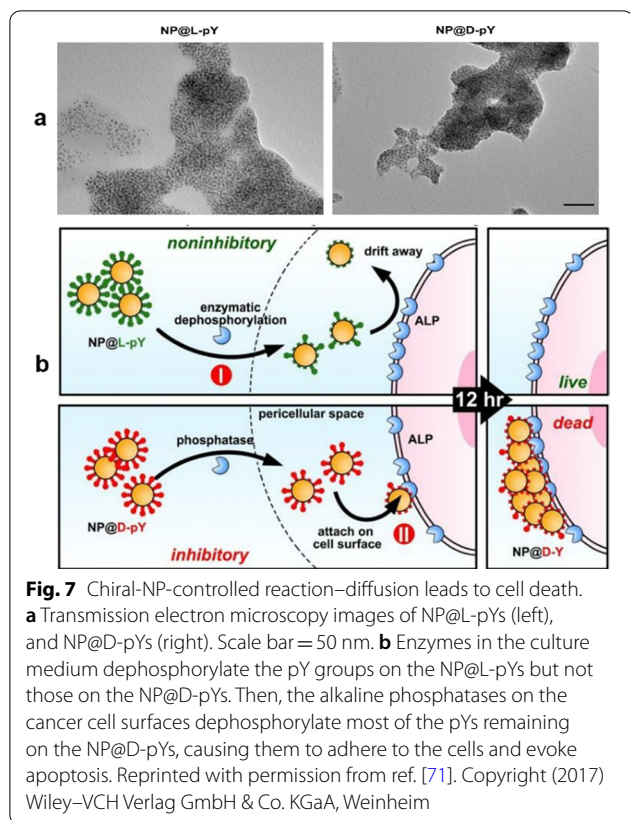 NP@L-pY
NP@D-pY
a
b
noninhibitory
drift away
enzymatic
dephosphorylation
ALP
NP@L-pY
I
live
12 hr
pericellular space
dead
phosphatase
ALP
NP@D-pY
attach on
cell surface
II
inhibitory
NP@D-Y
Fig. 7 Chiral-NP-controlled reaction–diffusion leads to cell death.
a Transmission electron microscopy images of NP@L-pYs (left),
and NP@D-pYs (right). Scale bar = 50 nm. b Enzymes in the culture
medium dephosphorylate the pY groups on the NP@L-pYs but not
those on the NP@D-pYs. Then, the alkaline phosphatases on the
cancer cell surfaces dephosphorylate most of the pYs remaining
on the NP@D-pYs, causing them to adhere to the cells and evoke
apoptosis. Reprinted with permission from ref. [71]. Copyright (2017)
Wiley–VCH Verlag GmbH & Co. KGaA, Weinheim